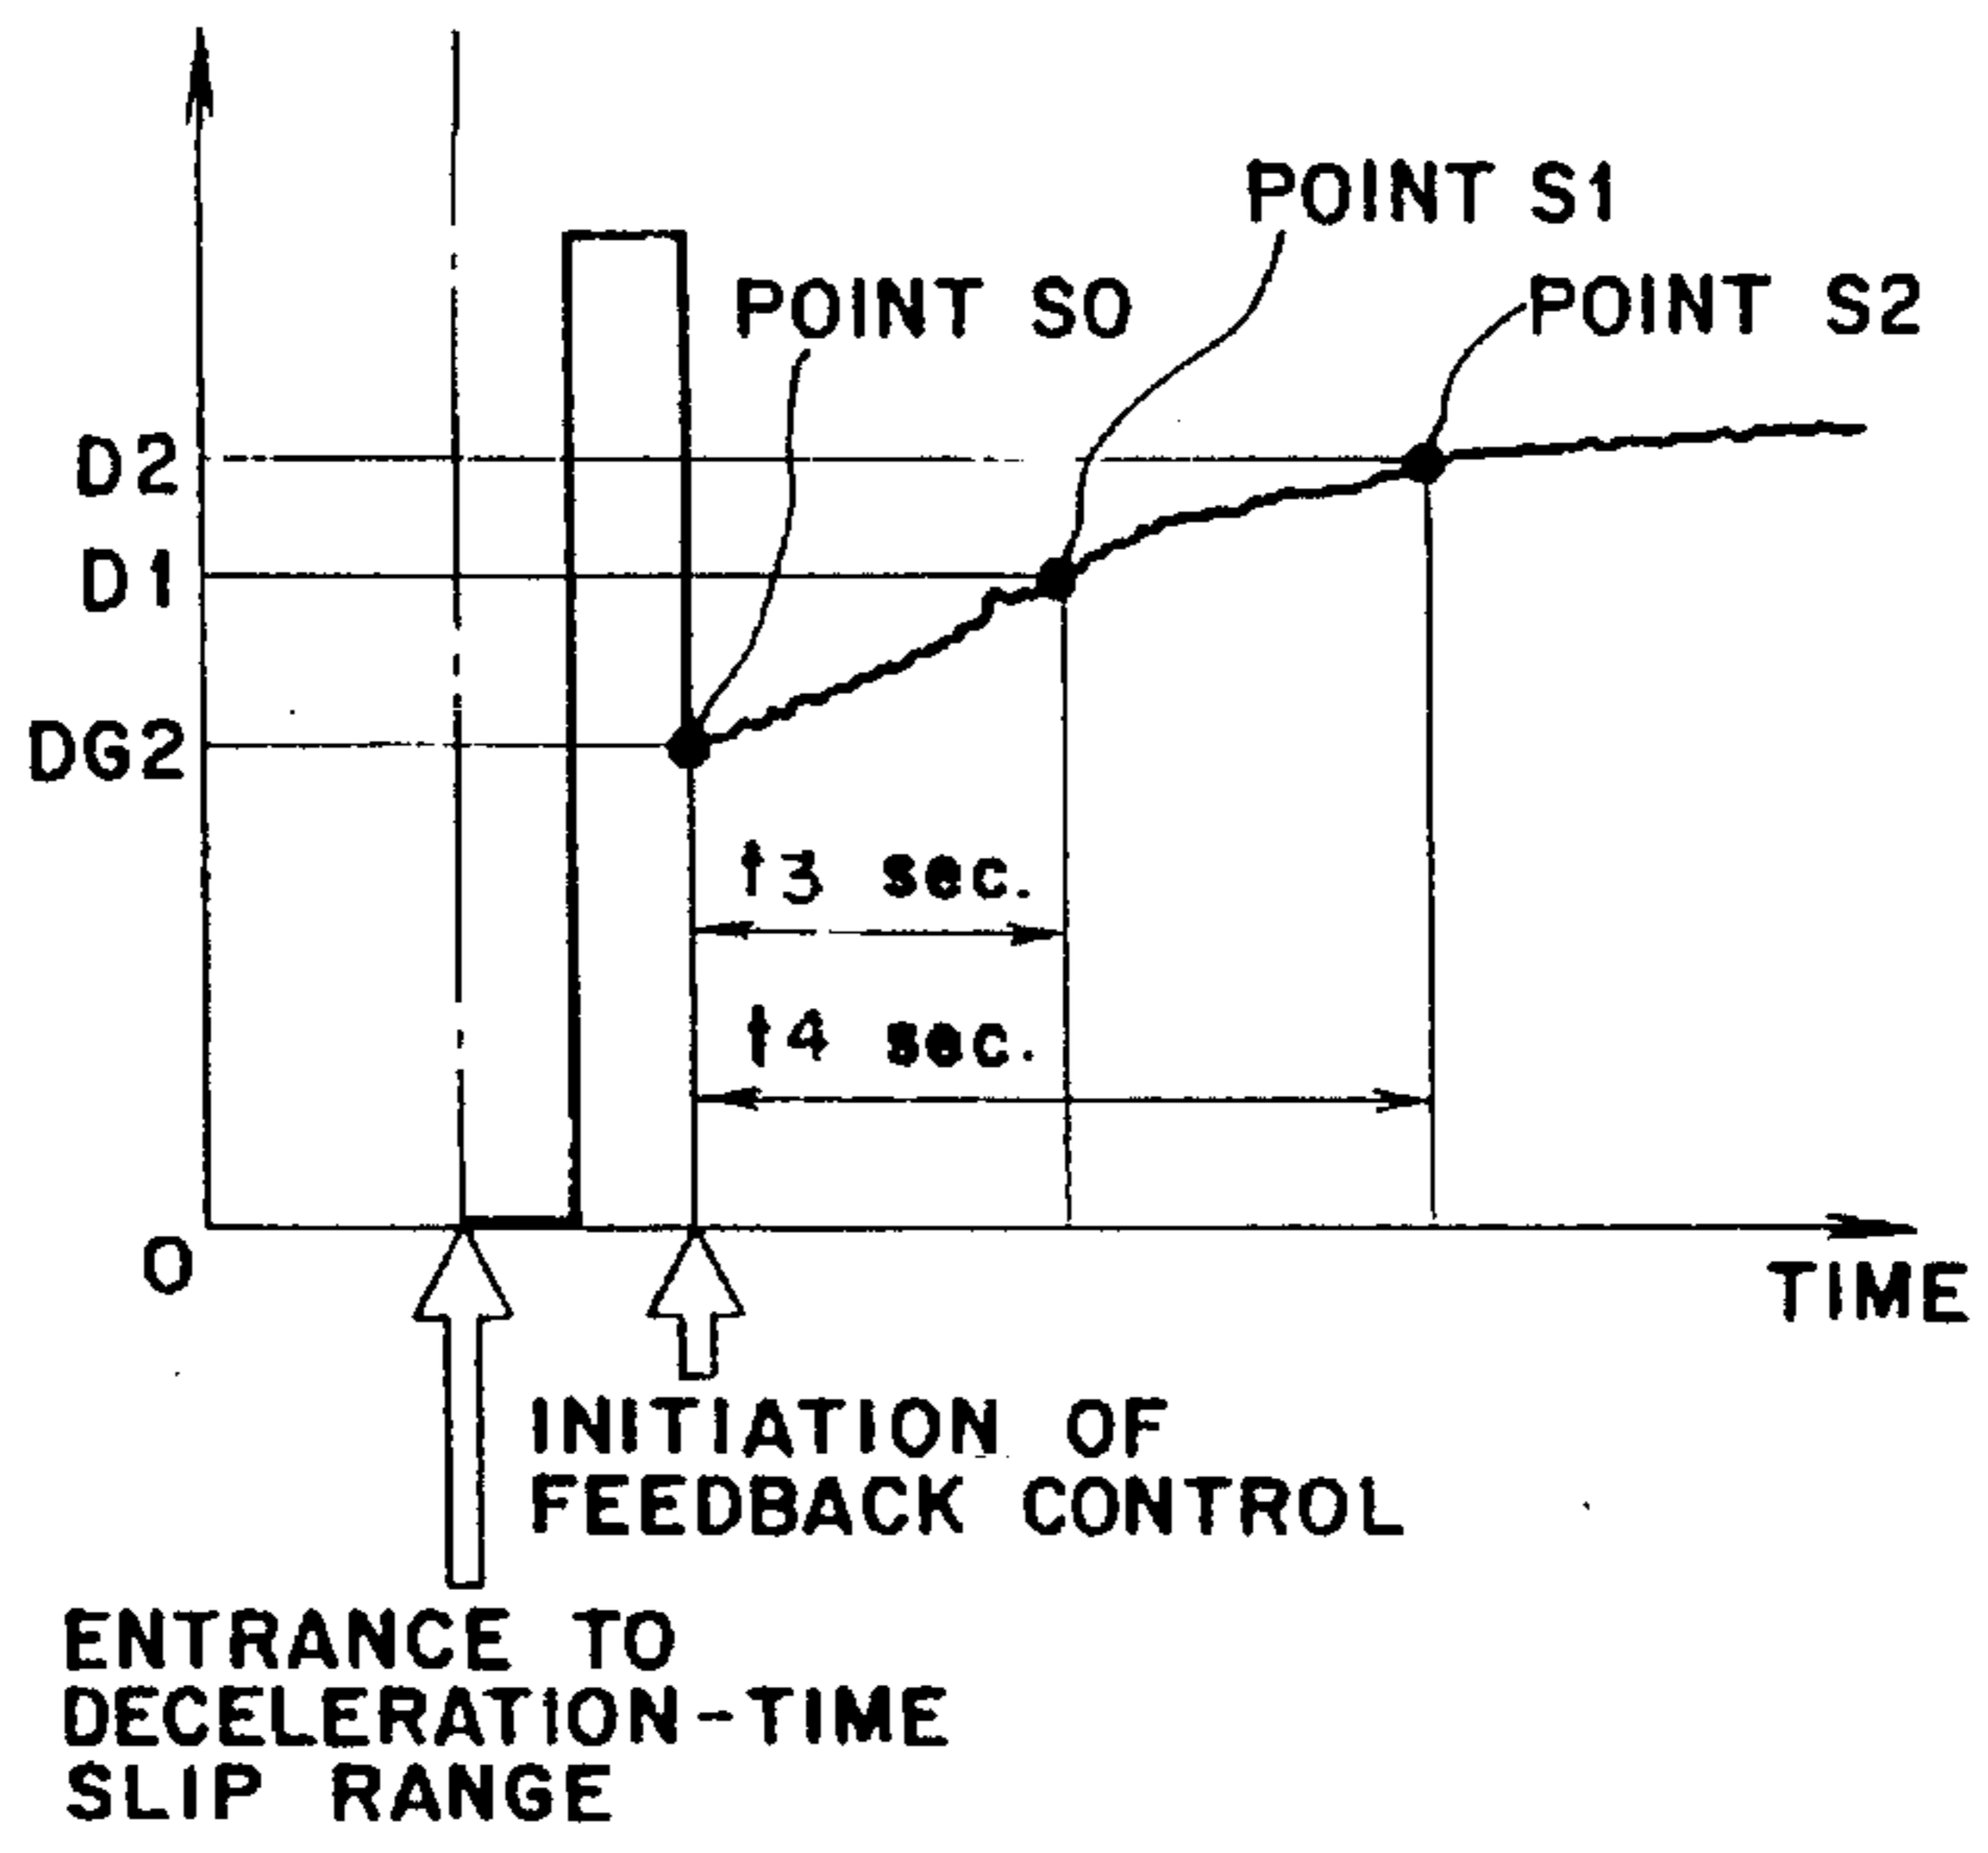 POINT S1
POINT S0
POINT S2
D2
D1
DG2
t3 sec.
t4 sec.
0
TIME
INITIATION OF
FEEDBACK CONTROL
ENTRANCE TO
DECELERATION-TIME
SLIP RANGE